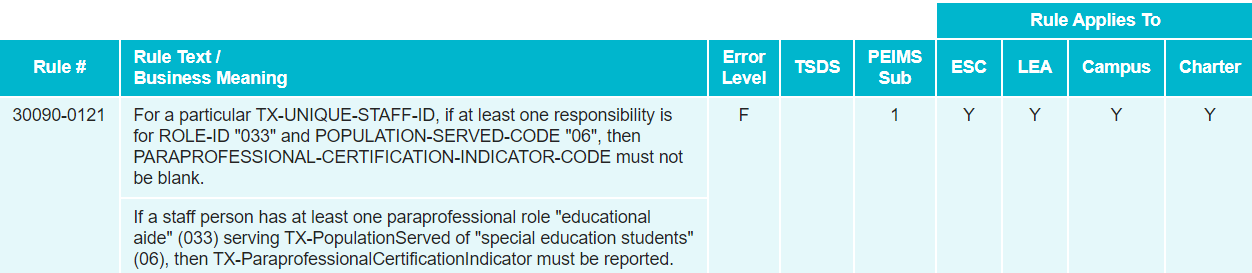 Rule Applies To
Rule #
Rule Text /
Business Meaning
Error
Level
TSDS
PEIMS
Sub
ESC
LEA
Campus
Charter
30090-0121
For a particular TX-UNIQUE-STAFF-ID, if at least one responsibility is
for ROLE-ID "033" and POPULATION-SERVED-CODE "06", then
PARAPROFESSIONAL-CERTIFICATION-INDICATOR-CODE must not
be blank.
F
1
Y
Y
Y
Y
If a staff person has at least one paraprofessional role "educational
aide" (033) serving TX-PopulationServed of "special education students"
(06), then TX-ParaprofessionalCertificationIndicator must be reported.